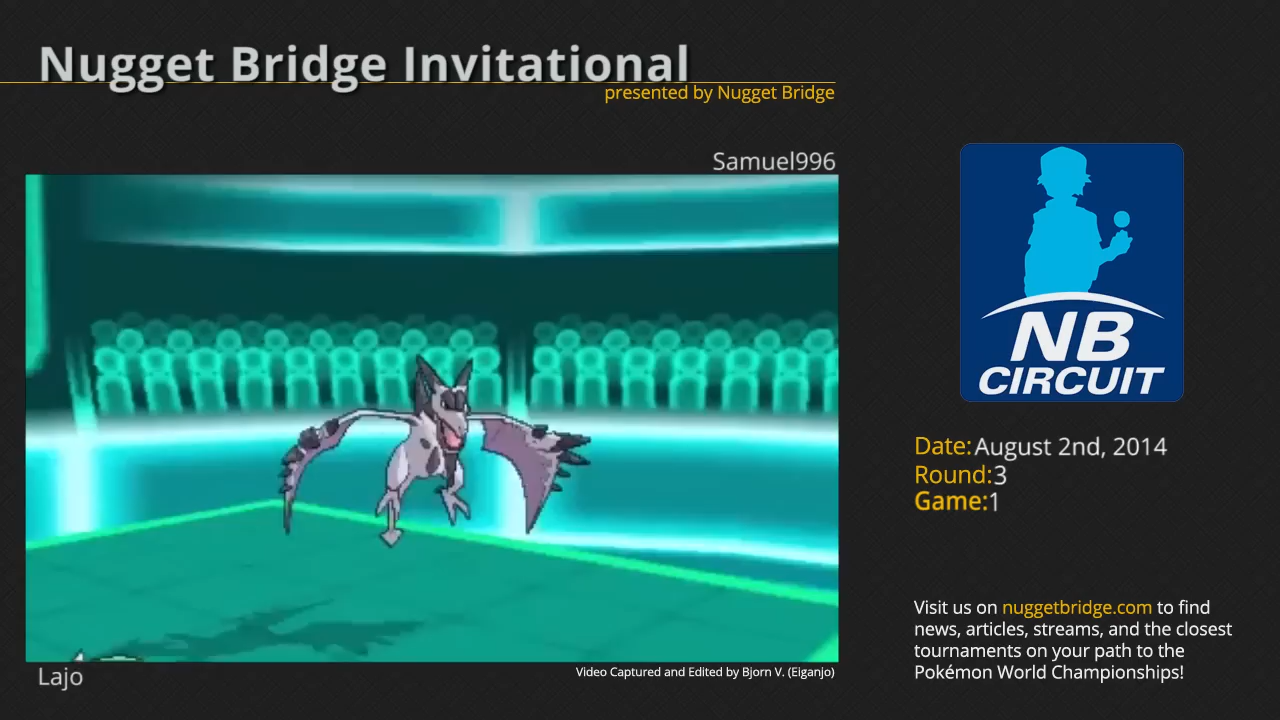 Nugget Bridge Invitational
presented by Nugget Bridge
Samuel996
NB
CIRCUIT
Date: August 2nd, 2014
Round: 3
Game: 1
Visit us on nuggetbridge.com to find
news, articles, streams, and the closest
tournaments on your path to the
Pokémon World Championships!
Lajo
Video Captured and Edited by Bjorn V. (Eiganjo)